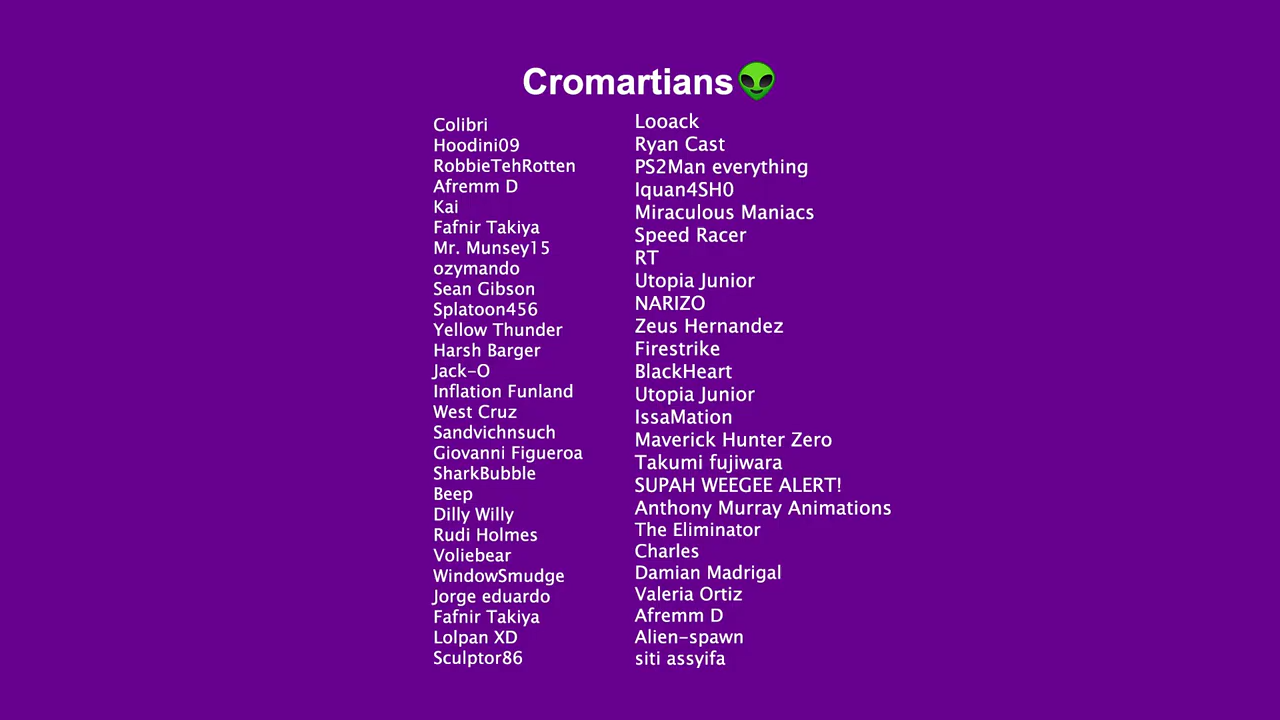 Cromartians👽
Colibri
Hoodini09
RobbieTehRotten
Afremm D
Kai
Fafnir Takiya
Mr. Munsey15
ozymando
Sean Gibson
Splatoon456
Yellow Thunder
Harsh Barger
Jack-O
Inflation Funland
West Cruz
Sandvichnsuch
Giovanni Figueroa
SharkBubble
Beep
Dilly Willy
Rudi Holmes
Voliebear
WindowSmudge
Jorge eduardo
Fafnir Takiya
Lolpan XD
Sculptor86
Looack
Ryan Cast
PS2Man everything
Iquan4SH0
Miraculous Maniacs
Speed Racer
RT
Utopia Junior
NARIZO
Zeus Hernandez
Firestrike
BlackHeart
Utopia Junior
IssaMation
Maverick Hunter Zero
Takumi fujiwara
SUPAH WEEGEE ALERT!
Anthony Murray Animations
The Eliminator
Charles
Damian Madrigal
Valeria Ortiz
Afremm D
Alien-spawn
siti assyifa